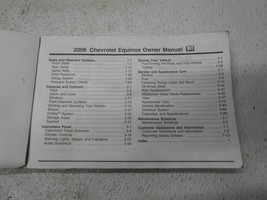 2006 Chevrolet Equinox Owner Manual
Seats and Restraint Systems
Front Seats
Rear Seats
Safety Belts
Child Restraints
Airbag System
Restraint System Check
Features and Controls
Keys
Doors and Locks
Windows
Theft-Deterrent Systems
Starting and Operating Your Vehicle
Mirrors
OnStar® System
Storage Areas
Sunroof
Instrument Panel
Instrument Panel Overview
Climate Controls
Warning Lights, Gages, and Indicators
Audio System(s)
Driving Your Vehicle
Your Driving, the Road, and Your Vehicle
Towing
Service and Appearance Care
Service
Fuel
Checking Things Under the Hood
All-Wheel Drive
Bulb Replacement
Windshield Wiper Blade Replacement
Tires
Appearance Care
Vehicle Identification
Electrical System
Capacities and Specifications
Maintenance Schedule
Maintenance Schedule
Customer Assistance and Information
Customer Assistance and Information
Reporting Safety Defects
Index